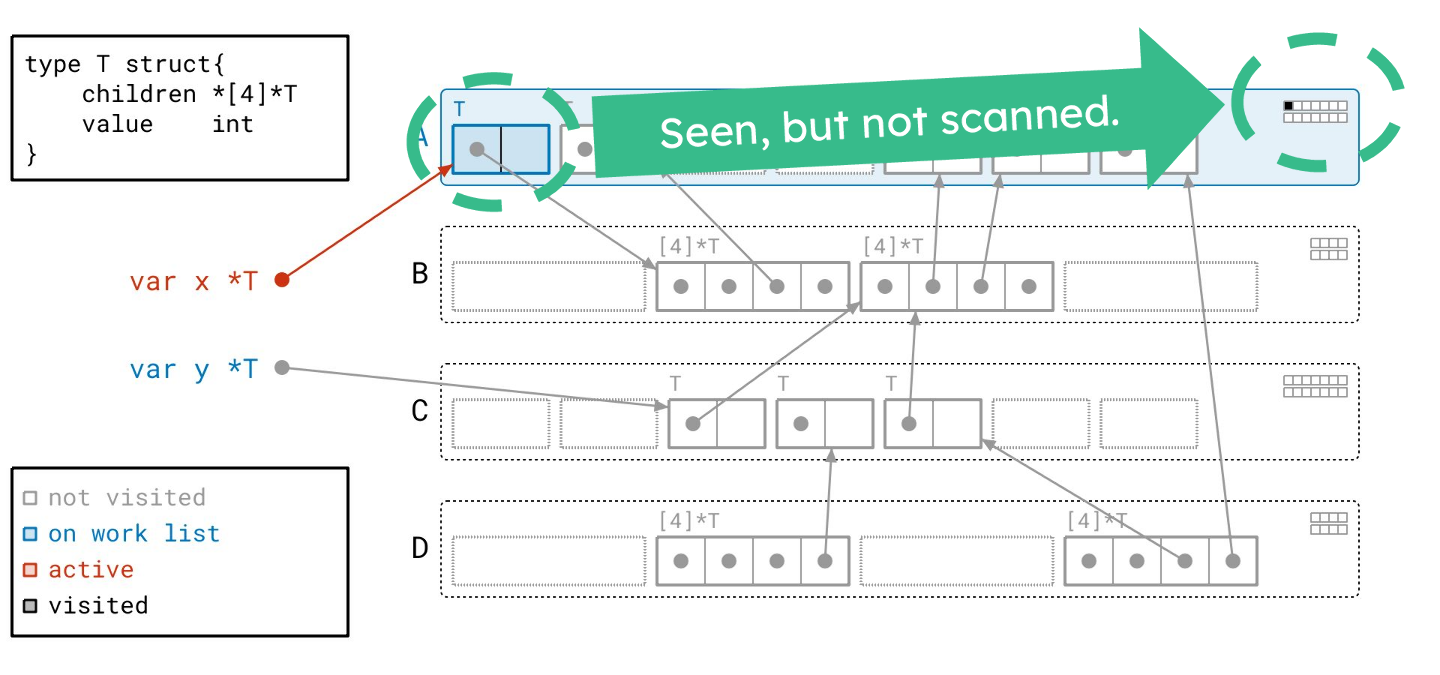 type T struct{
    children *[4]*T
    value    int
}
T
T
A
Seen, but not scanned.
[4]*T
[4]*T
B
var x *T
var y *T
T
T
T
C
[4]*T
[4]*T
D
not visited
on work list
active
visited